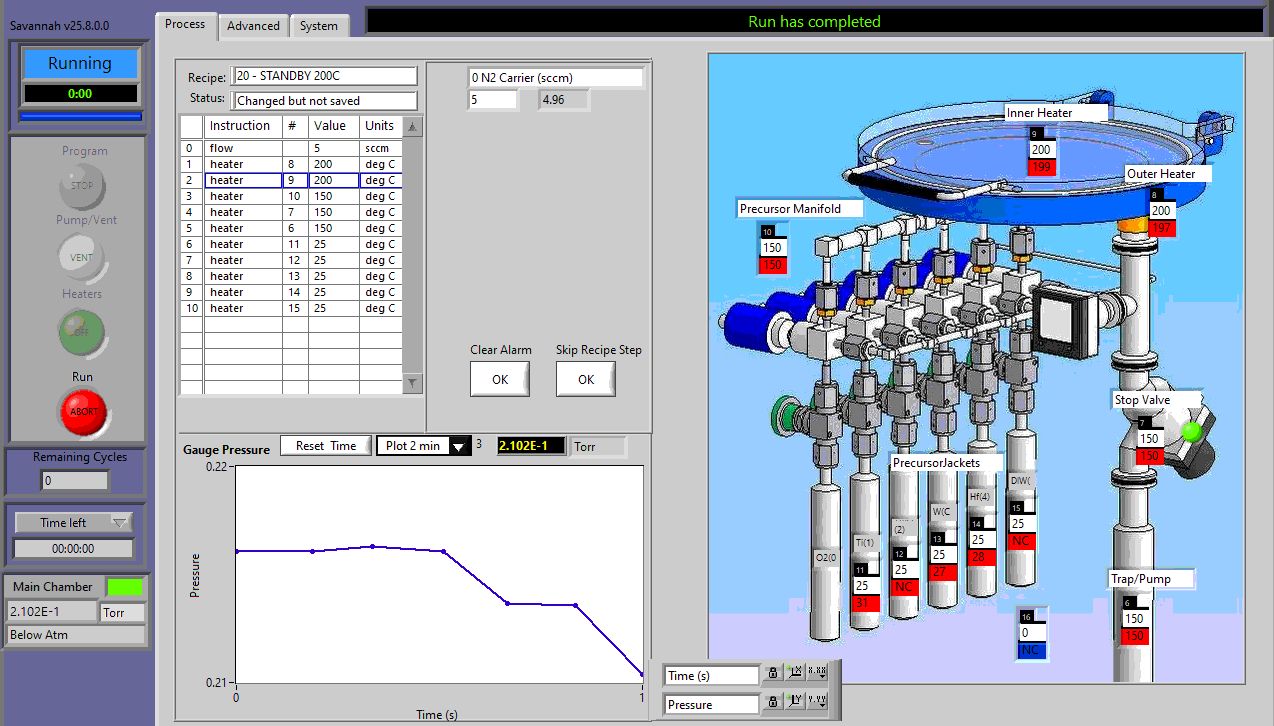 Savannah v25.8.0.0
Process
Advanced
System
Run has completed
Running
0:00
Program
STOP
Pump/Vent
VENT
Heaters
OFF
Run
ABORT
Remaining Cycles
0
Time left
00:00:00
Main Chamber
2.102E-1 Torr
Below Atm
Recipe: 20 - STANDBY 200C
Status: Changed but not saved
Instruction # Value Units
0 flow 5 sccm
1 heater 8 200 deg C
2 heater 9 200 deg C
3 heater 10 150 deg C
4 heater 7 150 deg C
5 heater 6 150 deg C
6 heater 11 25 deg C
7 heater 12 25 deg C
8 heater 13 25 deg C
9 heater 14 25 deg C
10 heater 15 25 deg C
0 N2 Carrier (sccm)
5 4.96
Clear Alarm
OK
Skip Recipe Step
OK
Gauge Pressure
Reset Time
Plot 2 min
3
2.102E-1
Torr
0.22
Pressure
0.21
0 1
Time (s)
Time (s)
Pressure
Inner Heater
9
200
199
Outer Heater
8
200
197
Precursor Manifold
10
150
150
Stop Valve
7
150
150
PrecursorJackets
O2(0
TI(1)
11
25
31
(2)
12
25
NC
W(C
13
25
27
Hf(4)
14
25
28
DIW(
15
25
NC
16
0
NC
Trap/Pump
6
150
150